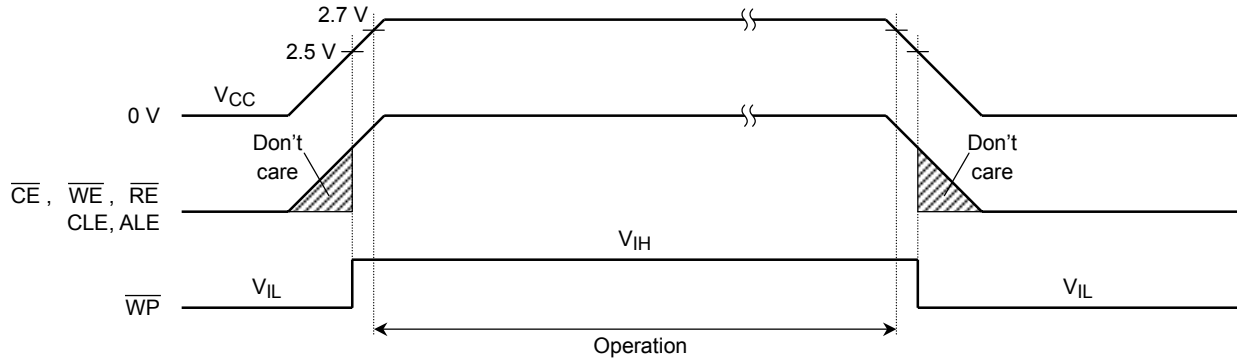 2.7 V
2.5 V
VCC
0 V
Don't
care
Don't
care
CE , WE , RE
CLE, ALE
VIH
VIL
VIL
WP
Operation